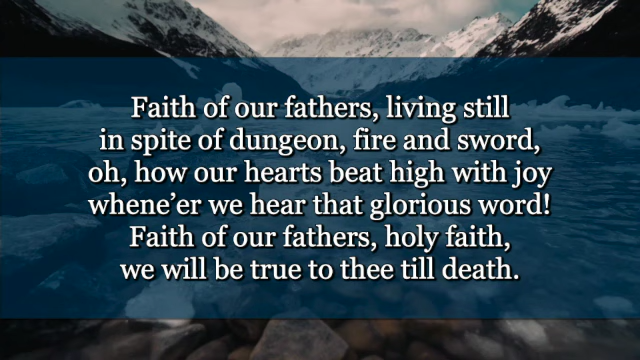 Faith of our fathers, living still
in spite of dungeon, fire and sword,
oh, how our hearts beat high with joy
whene’er we hear that glorious word!
Faith of our fathers, holy faith,
we will be true to thee till death.